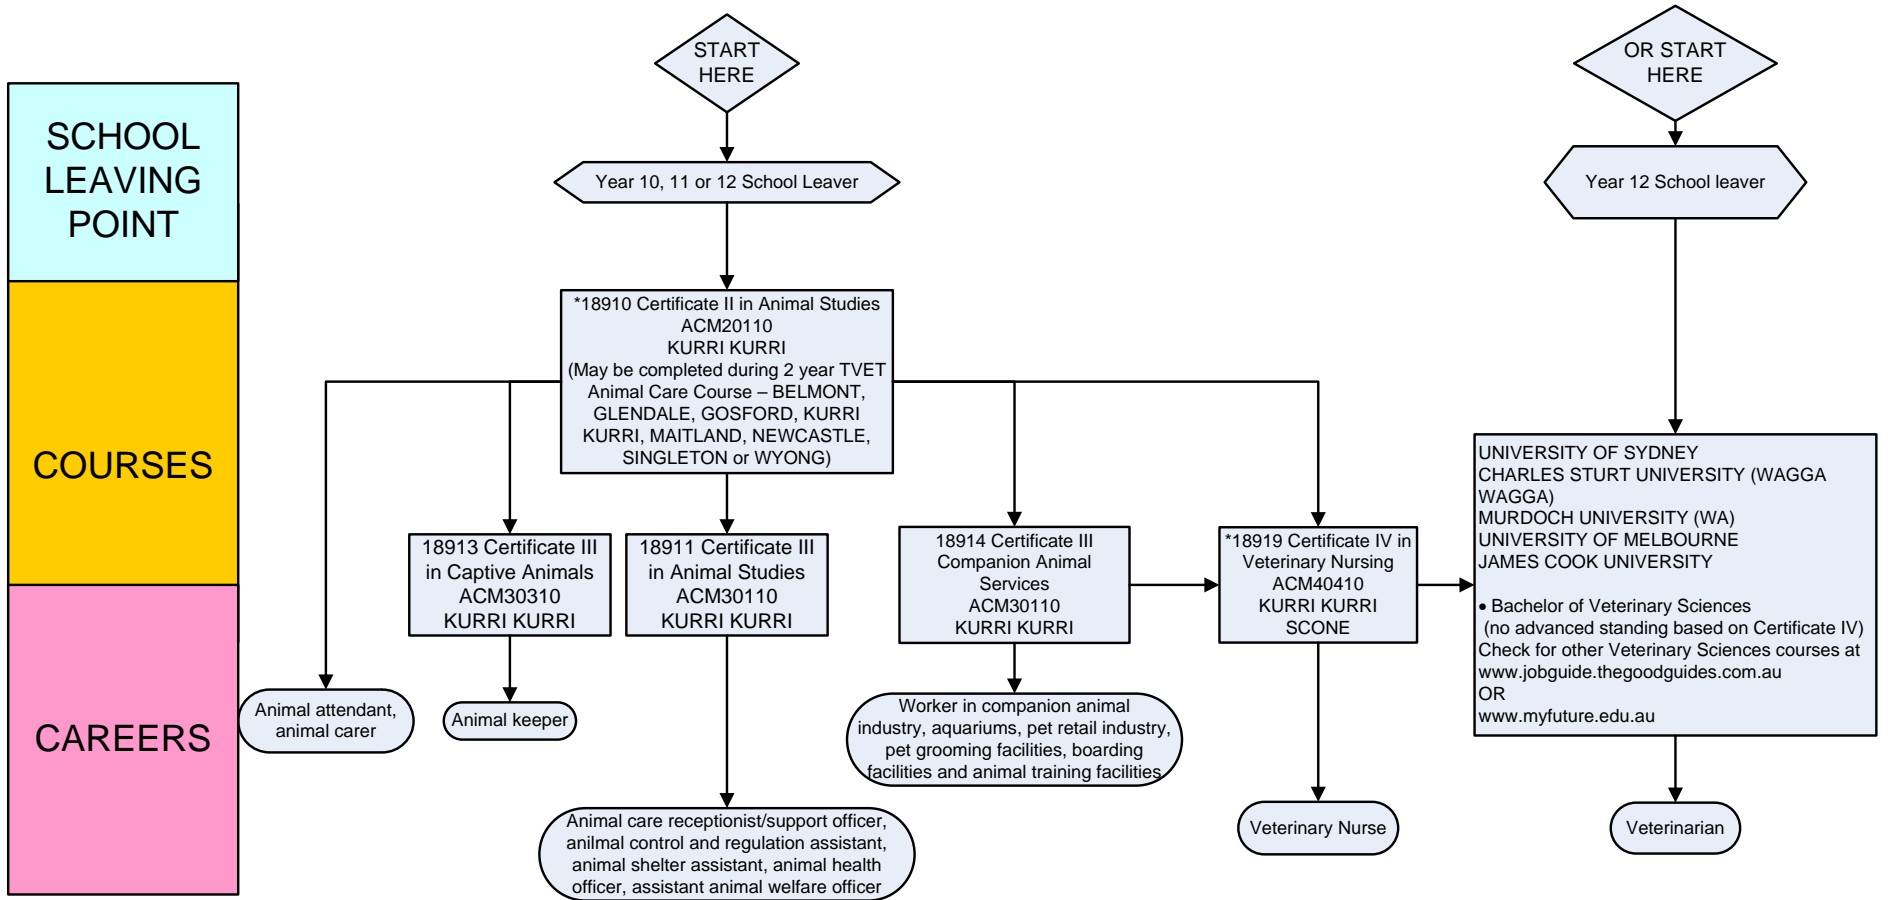 START
HERE
OR START
HERE
SCHOOL
LEAVING
POINT
Year 10, 11 or 12 School Leaver
Year 12 School leaver
COURSES
*18910 Certificate II in Animal Studies
ACM20110
KURRI KURRI
(May be completed during 2 year TVET
Animal Care Course – BELMONT,
GLENDALE, GOSFORD, KURRI
KURRI, MAITLAND, NEWCASTLE,
SINGLETON or WYONG)
18913 Certificate III
in Captive Animals
ACM30310
KURRI KURRI
18911 Certificate III
in Animal Studies
ACM30110
KURRI KURRI
18914 Certificate III
Companion Animal
Services
ACM30110
KURRI KURRI
*18919 Certificate IV in
Veterinary Nursing
ACM40410
KURRI KURRI
SCONE
UNIVERSITY OF SYDNEY
CHARLES STURT UNIVERSITY (WAGGA
WAGGA)
MURDOCH UNIVERSITY (WA)
UNIVERSITY OF MELBOURNE
JAMES COOK UNIVERSITY
• Bachelor of Veterinary Sciences
(no advanced standing based on Certificate IV)
Check for other Veterinary Sciences courses at
www.jobguide.thegoodguides.com.au
OR
www.myfuture.edu.au
CAREERS
Animal attendant,
animal carer
Animal keeper
Animal care receptionist/support officer,
anilmal control and regulation assistant,
animal shelter assistant, animal health
officer, assistant animal welfare officer
Worker in companion animal
industry, aquariums, pet retail industry,
pet grooming facilities, boarding
facilities and animal training facilities
Veterinary Nurse
Veterinarian